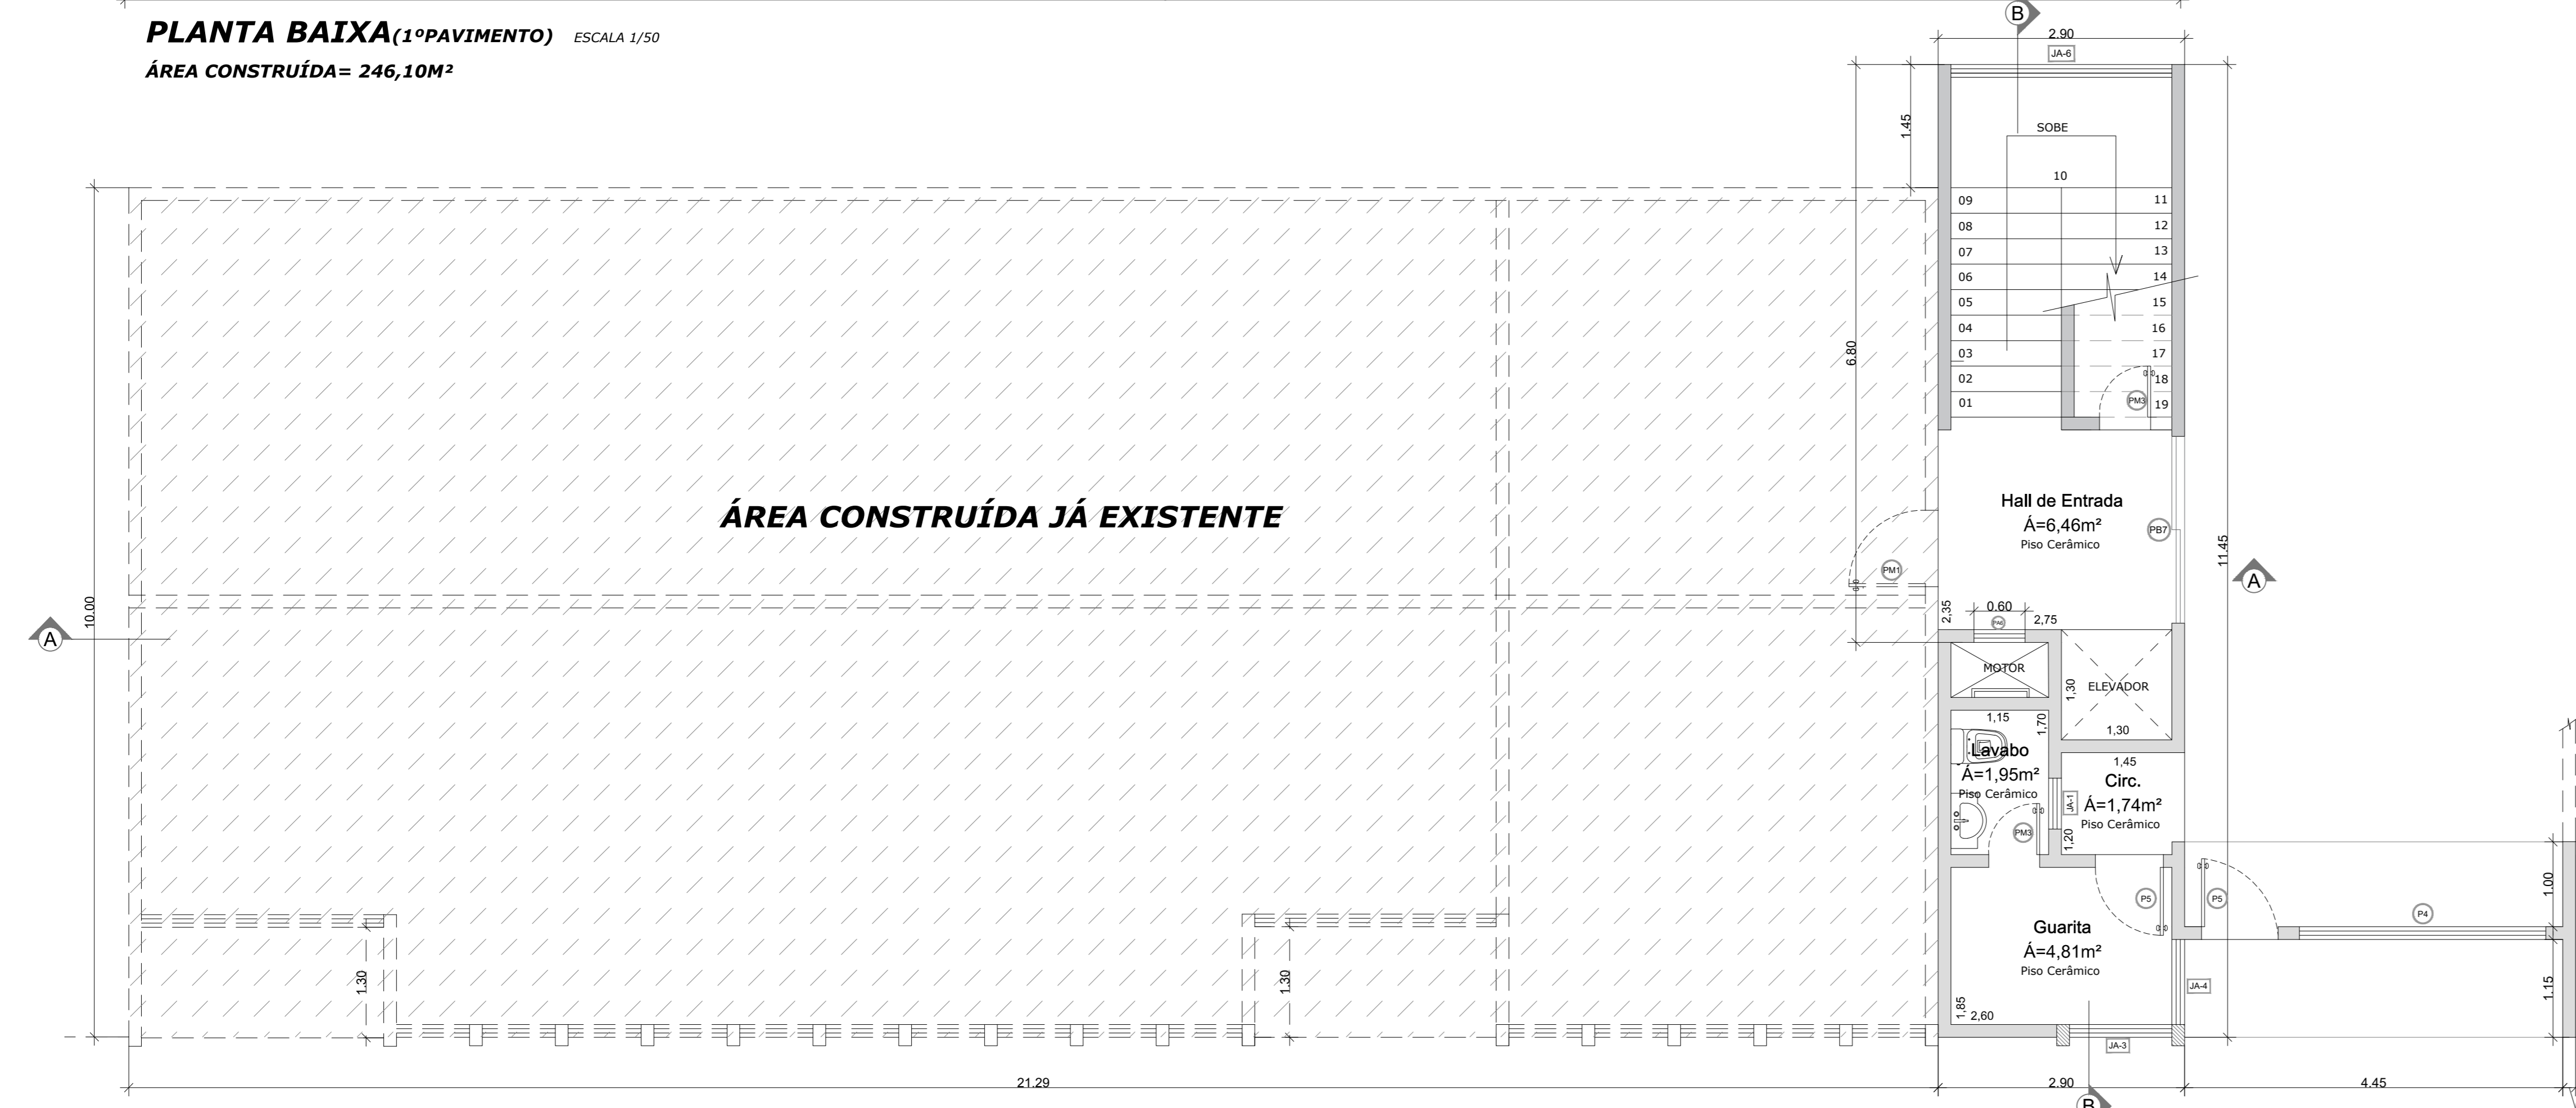 PLANTA BAIXA(1ºPAVIMENTO) ESCALA 1/50
ÁREA CONSTRUÍDA= 246,10M²
B
2.90
JA-6
1.45
SOBE
10
09 11
08 12
07 13
06 14
05 15
04 16
03 17
02 18
01 19
PM3
6.80
11.45
10.00
ÁREA CONSTRUÍDA JÁ EXISTENTE
Hall de Entrada
Á=6,46m²
Piso Cerâmico
PB7
PM1
A
A
2,35
0.60
PA6
2,75
MOTOR
1,30
ELEVADOR
1,30
1,15
1,70
Lavabo
Á=1,95m²
Piso Cerâmico
PM3
JA-1
1,45
Circ.
Á=1,74m²
Piso Cerâmico
1,20
P5
P5
P4
1.00
Guarita
Á=4,81m²
Piso Cerâmico
1,85
2,60
JA-4
JA-3
1.15
1.30
1.30
21.29
2.90
4.45
B